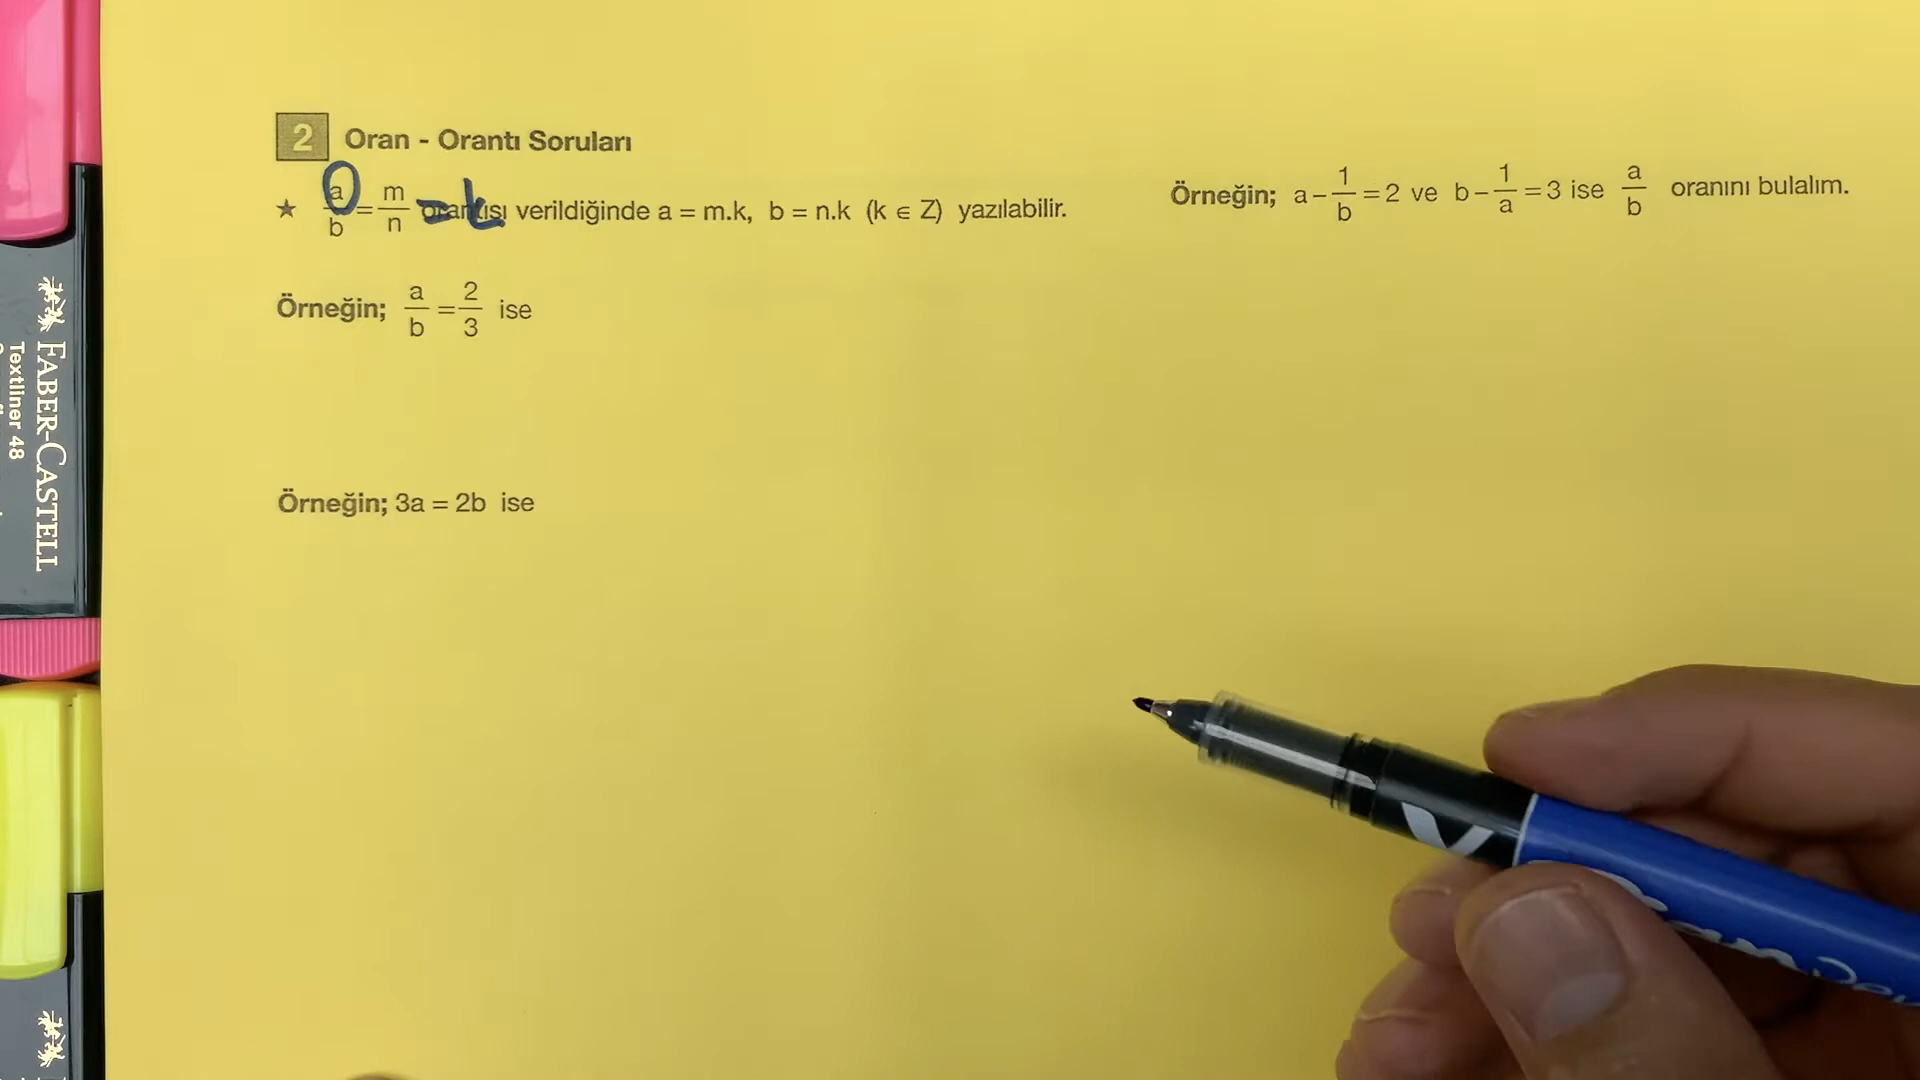 2 Oran - Orantı Soruları
★ a/b = m/n = k orantısı verildiğinde a = m.k, b = n.k (k ∈ Z) yazılabilir.
Örneğin; a/b = 2/3 ise
Örneğin; 3a = 2b ise
Örneğin; a - 1/b = 2 ve b - 1/a = 3 ise a/b oranını bulalım.
FABER-CASTELL
Textliner 48